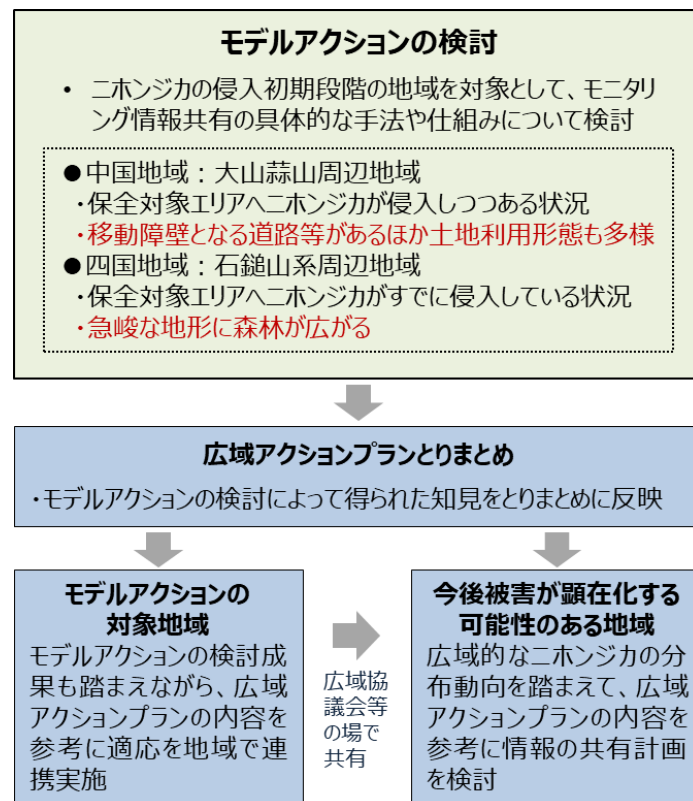 モデルアクションの検討
• ニホンジカの侵入初期段階の地域を対象として、モニタリ
ング情報共有の具体的な手法や仕組みについて検討
●中国地域：大山蒜山周辺地域
・保全対象エリアへニホンジカが侵入しつつある状況
・移動障壁となる道路等があるほか土地利用形態も多様
●四国地域：石鎚山系周辺地域
・保全対象エリアへニホンジカがすでに侵入している状況
・急峻な地形に森林が広がる
広域アクションプランとりまとめ
・モデルアクションの検討によって得られた知見をとりまとめに反映
モデルアクションの
対象地域
モデルアクションの検討成
果も踏まえながら、広域
アクションプランの内容を
参考に適応を地域で連
携実施
広域協
議会等
の場で
共有
今後被害が顕在化する
可能性のある地域
広域的なニホンジカの分
布動向を踏まえて、広域
アクションプランの内容を
参考に情報の共有計画
を検討